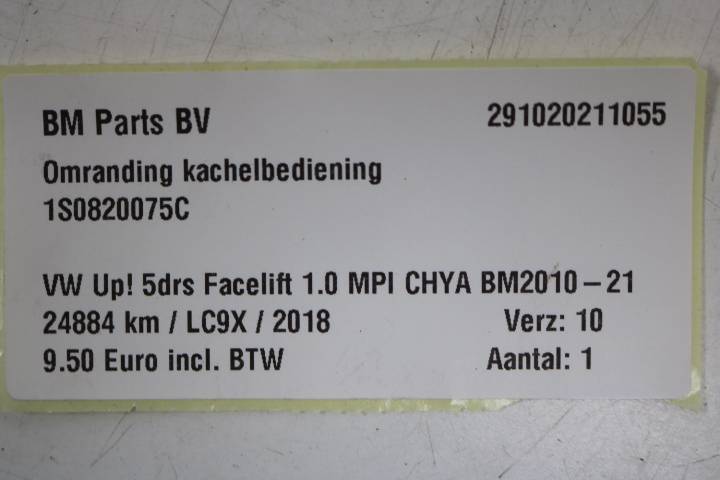 BM Parts BV 291020211055
Omranding kachelbediening
1S0820075C
VW Up! 5drs Facelift 1.0 MPI CHYA BM2010-21
24884 km / LC9X / 2018 Verz: 10
9.50 Euro incl. BTW Aantal: 1